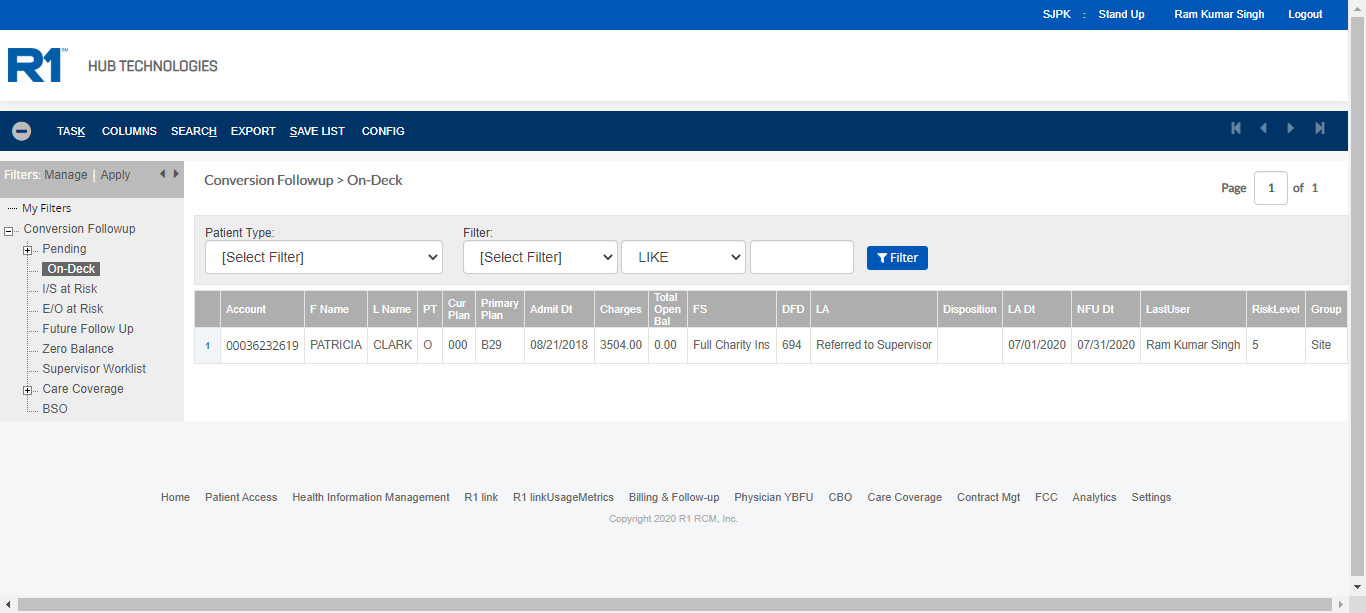 SJPK : Stand Up Ram Kumar Singh Logout
R1 SM HUB TECHNOLOGIES
TASK COLUMNS SEARCH EXPORT SAVE LIST CONFIG
Filters: Manage | Apply
My Filters
Conversion Followup
Pending
On-Deck
I/S at Risk
E/O at Risk
Future Follow Up
Zero Balance
Supervisor Worklist
Care Coverage
BSO
Conversion Followup > On-Deck
Page 1 of 1
Patient Type: Filter:
[Select Filter] [Select Filter] LIKE Filter
Account F Name L Name PT Cur Plan Primary Plan Admit Dt Charges Total Open Bal FS DFD LA Disposition LA Dt NFU Dt LastUser RiskLevel Group
1 00036232619 PATRICIA CLARK O 000 B29 08/21/2018 3504.00 0.00 Full Charity Ins 694 Referred to Supervisor 07/01/2020 07/31/2020 Ram Kumar Singh 5 Site
Home Patient Access Health Information Management R1 link R1 linkUsageMetrics Billing & Follow-up Physician YBFU CBO Care Coverage Contract Mgt FCC Analytics Settings
Copyright 2020 R1 RCM, Inc.